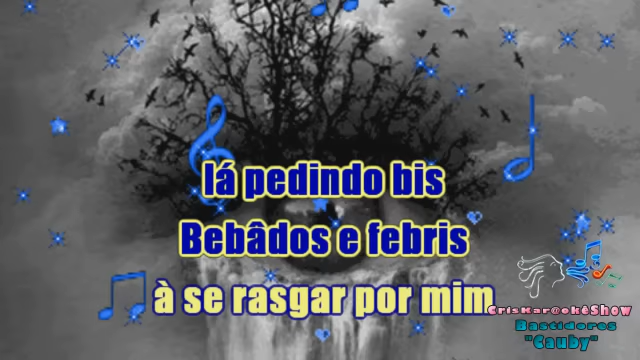 lá pedindo bis
Bebâdos e febris
à se rasgar por mim
CrisKar@okêShow
Bastidores
"Cauby"